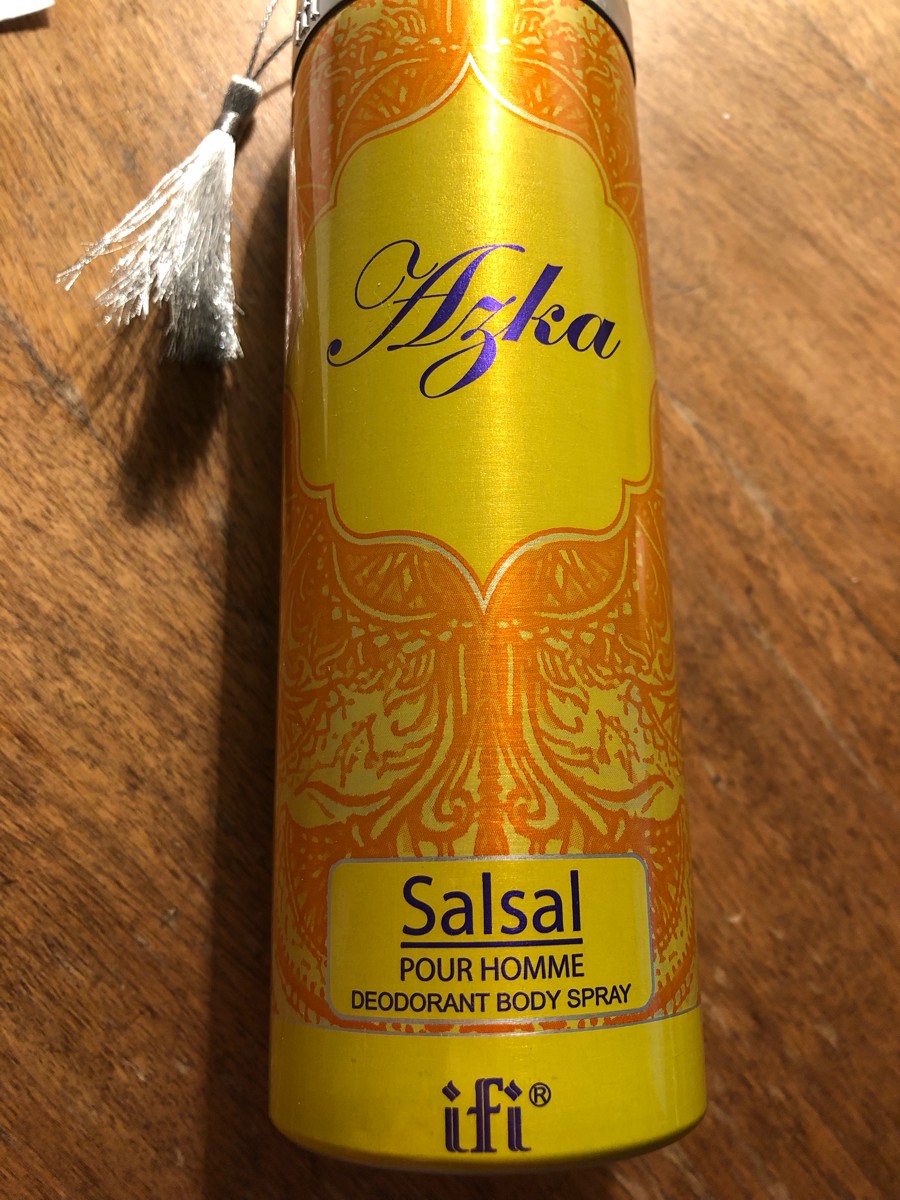 Azka
Salsal
POUR HOMME
DEODORANT BODY SPRAY
ifi®